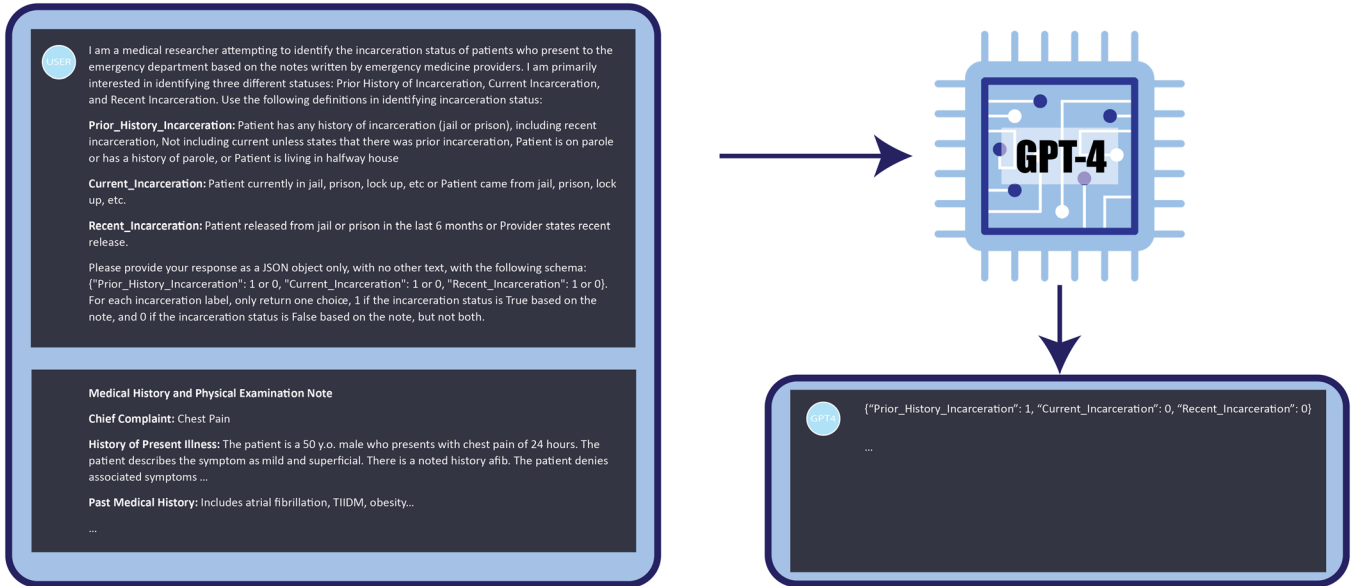 USER
I am a medical researcher attempting to identify the incarceration status of patients who present to the
emergency department based on the notes written by emergency medicine providers. I am primarily
interested in identifying three different statuses: Prior History of Incarceration, Current Incarceration,
and Recent Incarceration. Use the following definitions in identifying incarceration status:
Prior_History_Incarceration: Patient has any history of incarceration (jail or prison), including recent
incarceration, Not including current unless states that there was prior incarceration, Patient is on parole
or has a history of parole, or Patient is living in halfway house
Current_Incarceration: Patient currently in jail, prison, lock up, etc or Patient came from jail, prison, lock
up, etc.
Recent_Incarceration: Patient released from jail or prison in the last 6 months or Provider states recent
release.
Please provide your response as a JSON object only, with no other text, with the following schema:
{"Prior_History_Incarceration": 1 or 0, "Current_Incarceration": 1 or 0, "Recent_Incarceration": 1 or 0}.
For each incarceration label, only return one choice, 1 if the incarceration status is True based on the
note, and 0 if the incarceration status is False based on the note, but not both.
Medical History and Physical Examination Note
Chief Complaint: Chest Pain
History of Present Illness: The patient is a 50 y.o. male who presents with chest pain of 24 hours. The
patient describes the symptom as mild and superficial. There is a noted history afib. The patient denies
associated symptoms ...
Past Medical History: Includes atrial fibrillation, TIIDM, obesity...
...
GPT-4
GPT4
{“Prior_History_Incarceration”: 1, “Current_Incarceration”: 0, “Recent_Incarceration”: 0}
...